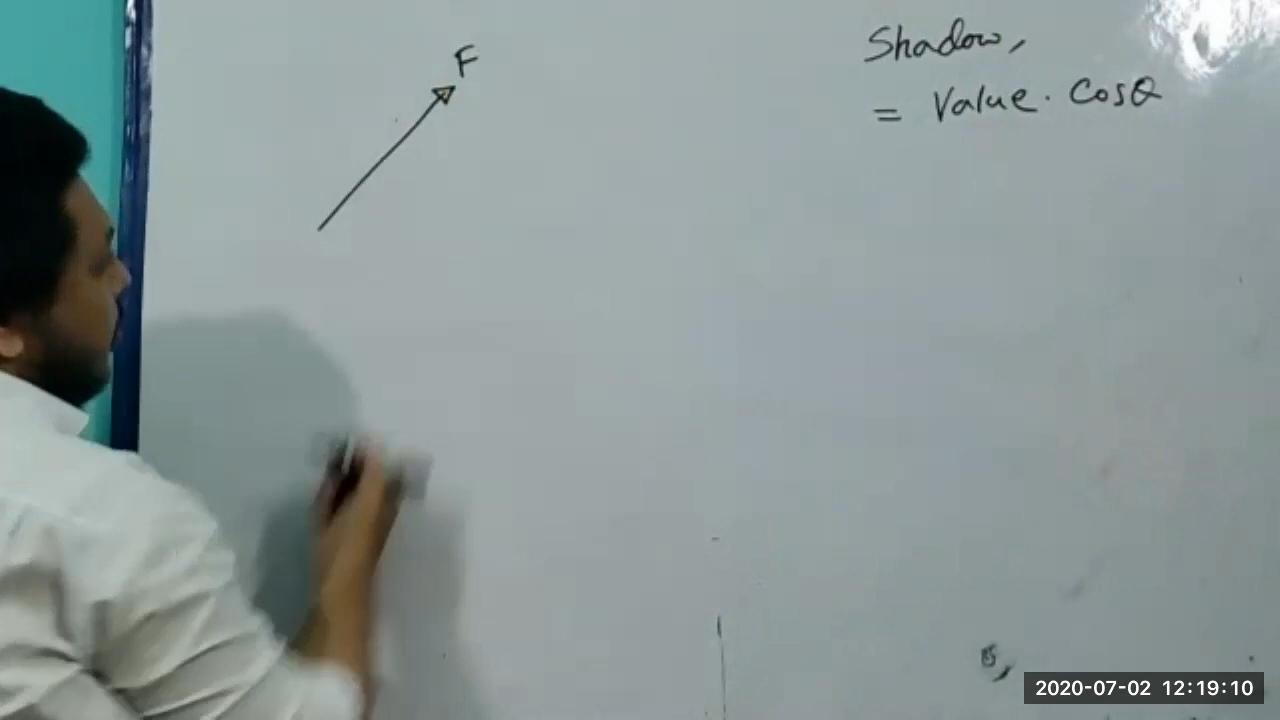 F
Shadow,
= Value. Cosθ
2020-07-02 12:19:10